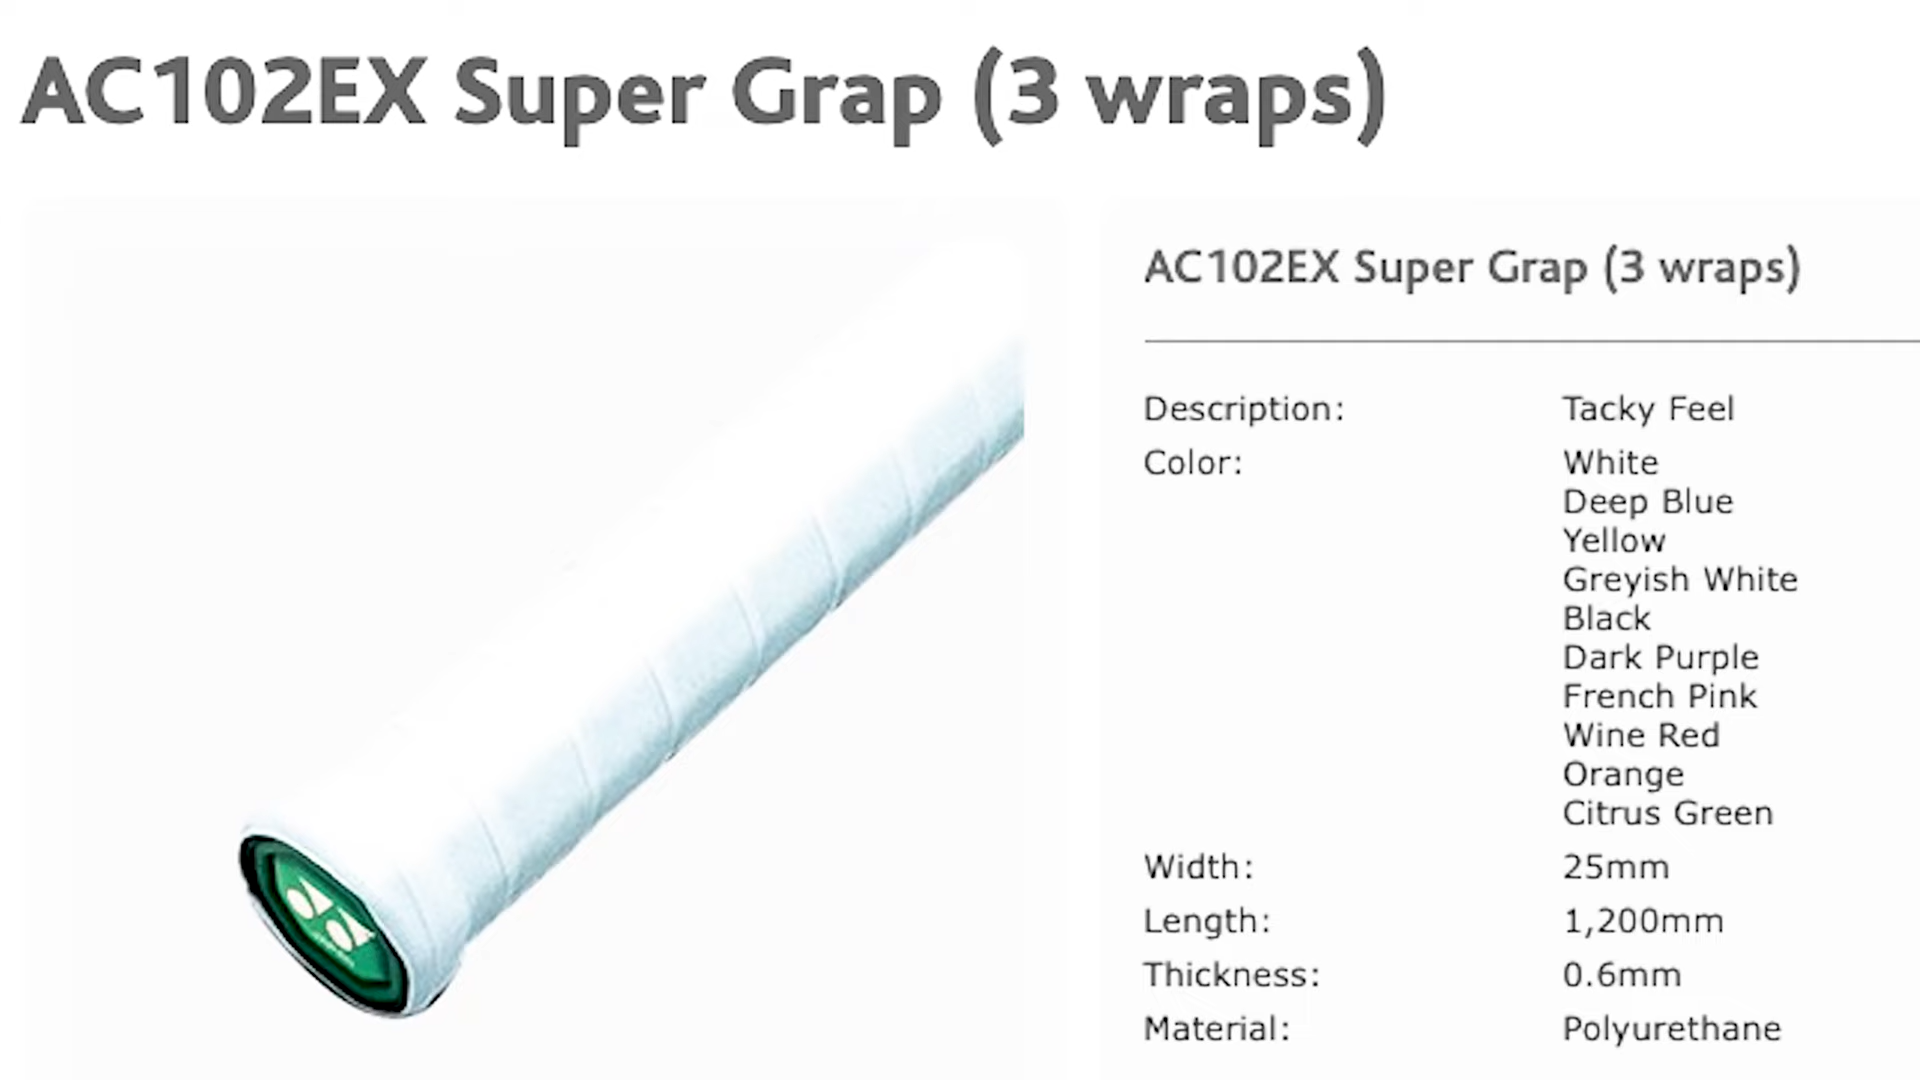 AC102EX Super Grap (3 wraps)
AC102EX Super Grap (3 wraps)
Description: Tacky Feel
Color: White
Deep Blue
Yellow
Greyish White
Black
Dark Purple
French Pink
Wine Red
Orange
Citrus Green
Width: 25mm
Length: 1,200mm
Thickness: 0.6mm
Material: Polyurethane